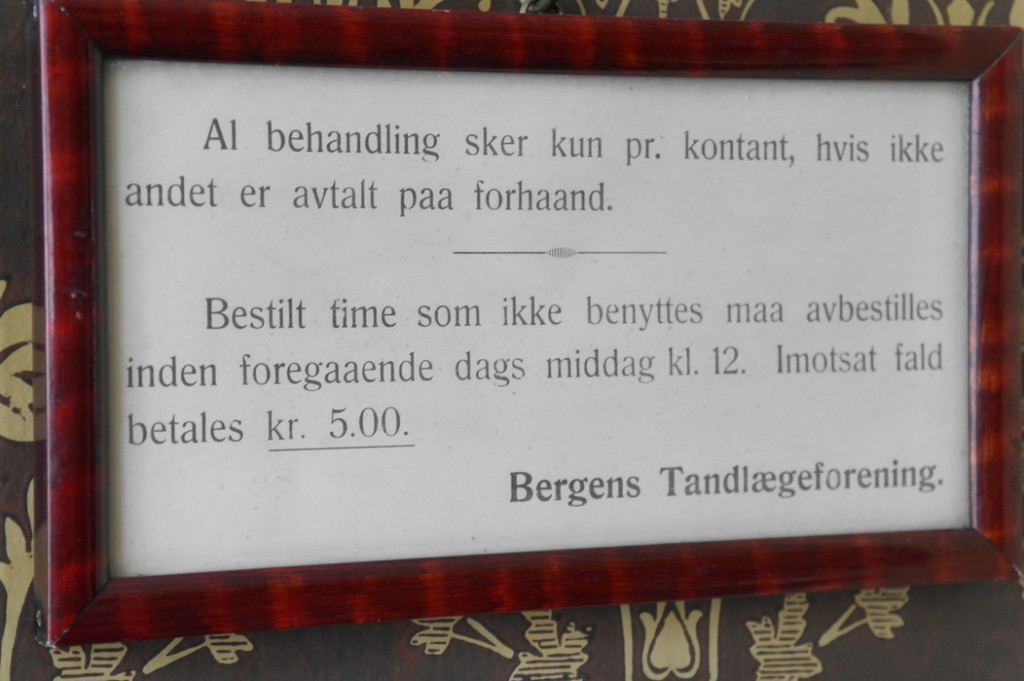 Al behandling sker kun pr. kontant, hvis ikke
andet er avtalt paa forhaand.
Bestilt time som ikke benyttes maa avbestilles
inden foregaaende dags middag kl. 12. Imotsat fald
betales kr. 5.00.
Bergens Tandlægeforening.